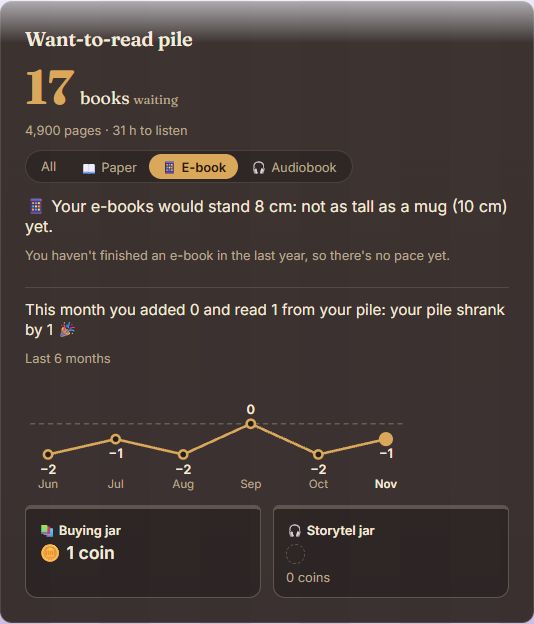 Want-to-read pile
17 books waiting
4,900 pages · 31 h to listen
All Paper E-book Audiobook
Your e-books would stand 8 cm: not as tall as a mug (10 cm)
yet.
You haven't finished an e-book in the last year, so there's no pace yet.
This month you added 0 and read 1 from your pile: your pile shrank
by 1
Last 6 months
0
−2 −1 −2 −2 −1
Jun Jul Aug Sep Oct Nov
Buying jar
1 coin
Storytel jar
0 coins